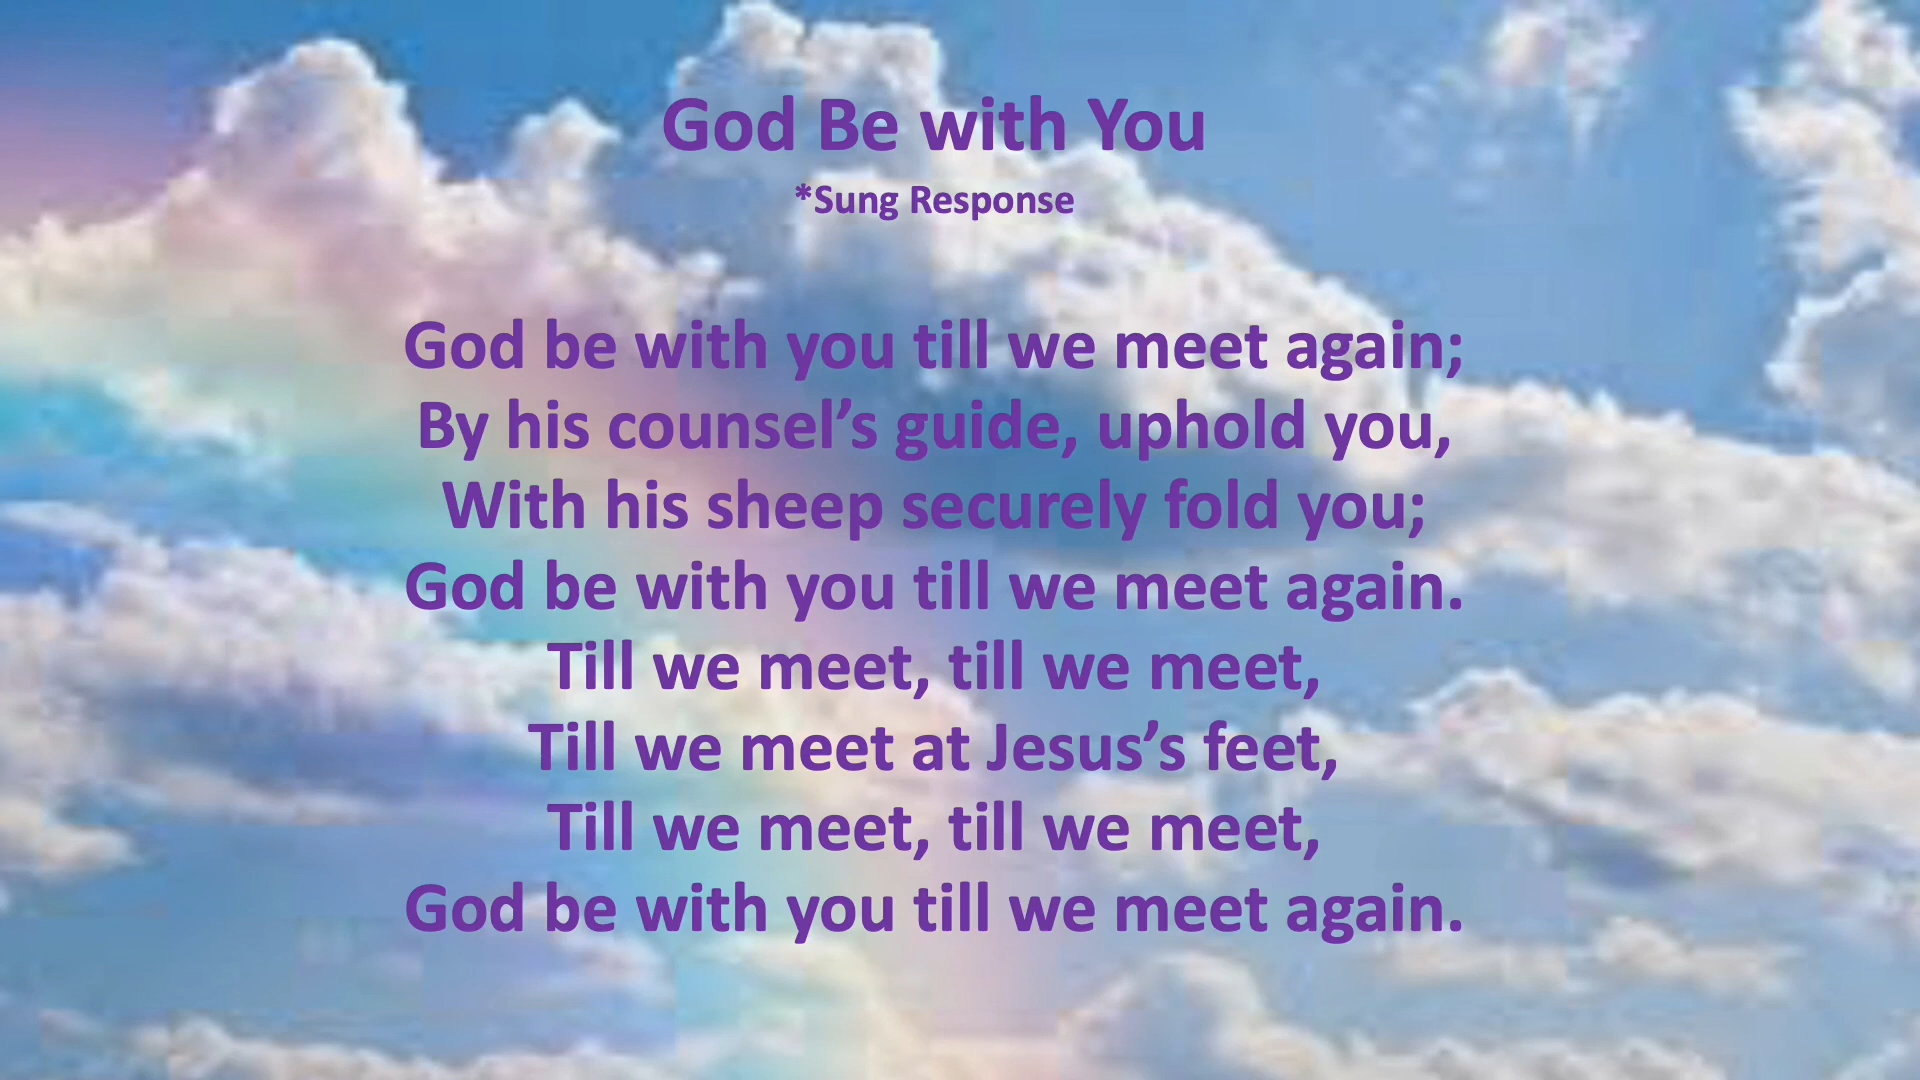 God Be with You
*Sung Response
God be with you till we meet again;
By his counsel’s guide, uphold you,
With his sheep securely fold you;
God be with you till we meet again.
Till we meet, till we meet,
Till we meet at Jesus’s feet,
Till we meet, till we meet,
God be with you till we meet again.